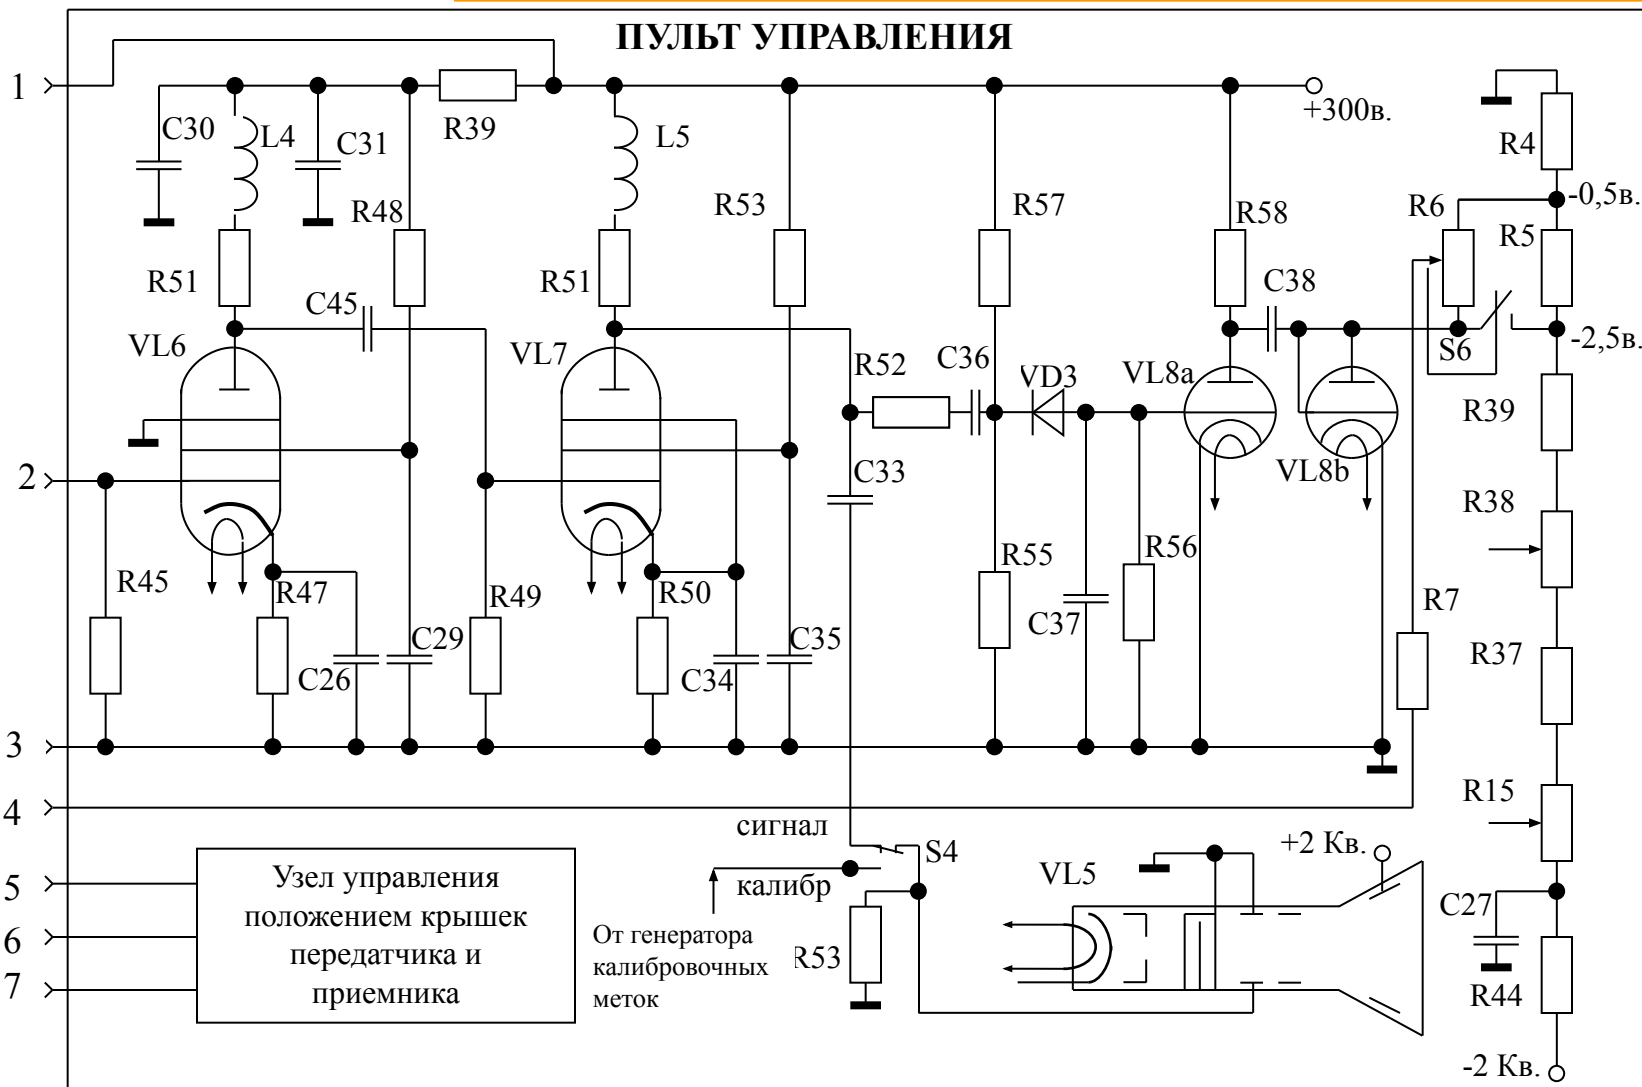 ПУЛЬТ УПРАВЛЕНИЯ
1
+300в.
C30
L4
C31
R39
L5
R4
R48
R53
R57
R58
R6
-0,5в.
R5
R51
C45
R51
C38
VL6
VL7
R52
C36
VD3
VL8a
S6
-2,5в.
R39
2
C33
VL8b
R38
R45
R47
R49
R50
R55
R56
R7
C37
C26
C29
C34
C35
R37
3
4
R15
сигнал
S4
+2 Кв.
калибр
VL5
5
6
7
Узел управления
положением крышек
передатчика и
приемника
От генератора
калибровочных
меток
R53
C27
R44
-2 Кв.